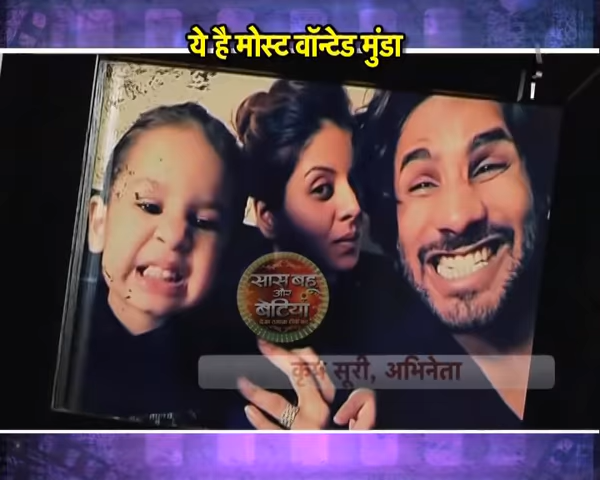 ये है मोस्ट वॉन्टेड मुंडा
सास बहू
और
बेटियां
सूरी, अभिनेता